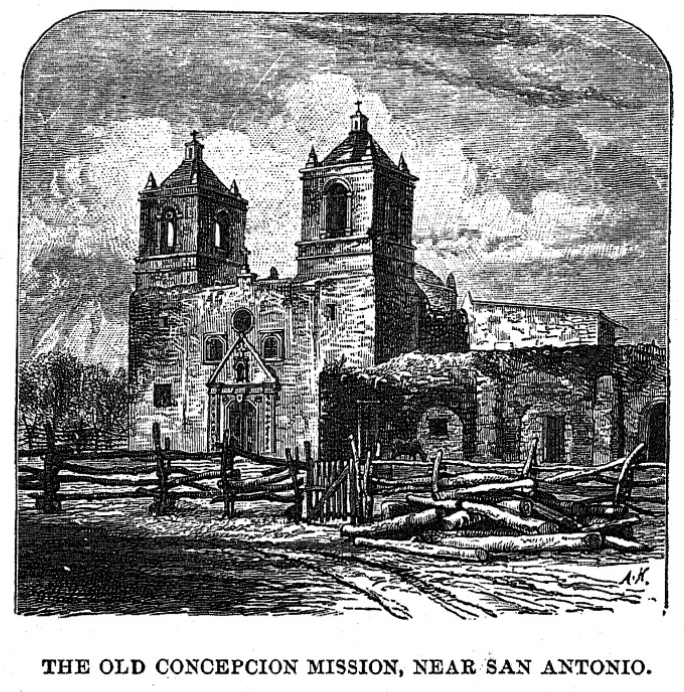 A.H.
THE OLD CONCEPCION MISSION, NEAR SAN ANTONIO.